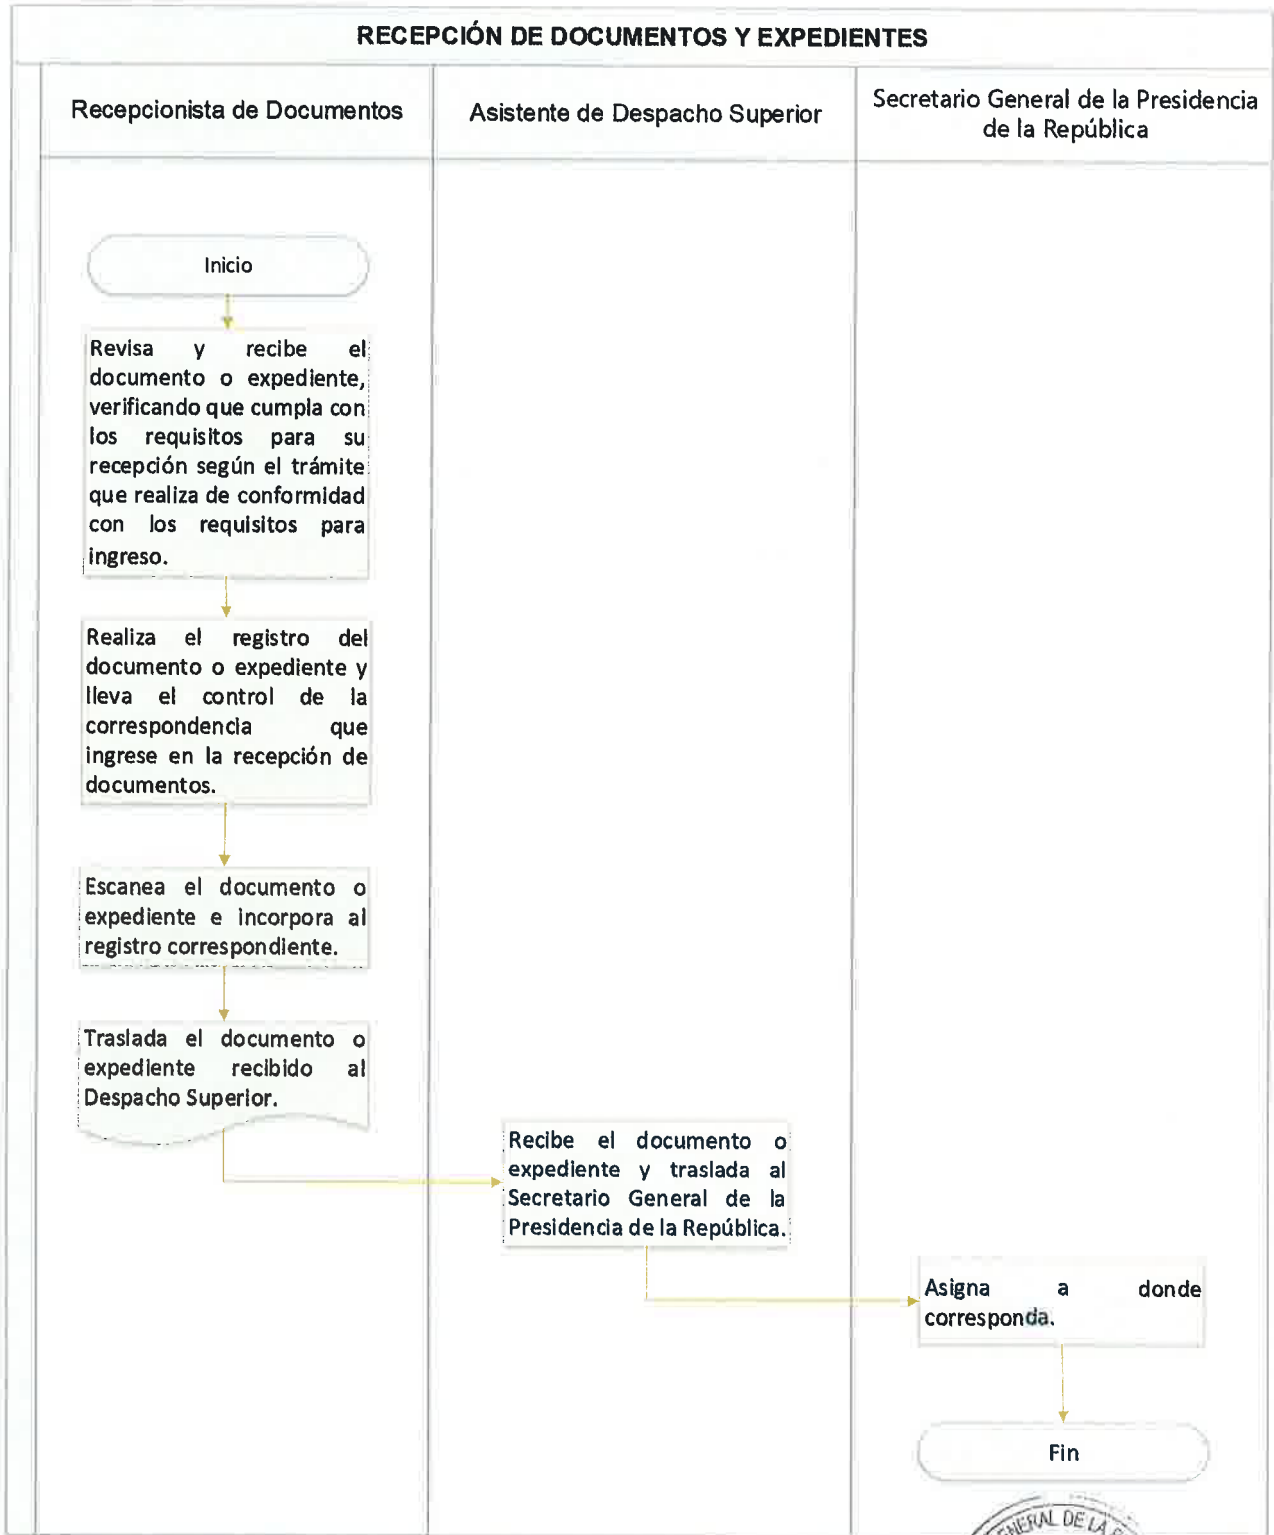 RECEPCIÓN DE DOCUMENTOS Y EXPEDIENTES
Recepcionista de Documentos
Asistente de Despacho Superior
Secretario General de la Presidencia
de la República
Inicio
Revisa y recibe el
documento o expediente,
verificando que cumpla con
los requisitos para su
recepción según el trámite
que realiza de conformidad
con los requisitos para
ingreso.
Realiza el registro del
documento o expediente y
lleva el control de la
correspondencia que
ingrese en la recepción de
documentos.
Escanea el documento o
expediente e incorpora al
registro correspondiente.
Traslada el documento o
expediente recibido al
Despacho Superior.
Recibe el documento o
expediente y traslada al
Secretario General de la
Presidencia de la República.
Asigna a donde
corresponda.
Fin
DE LA